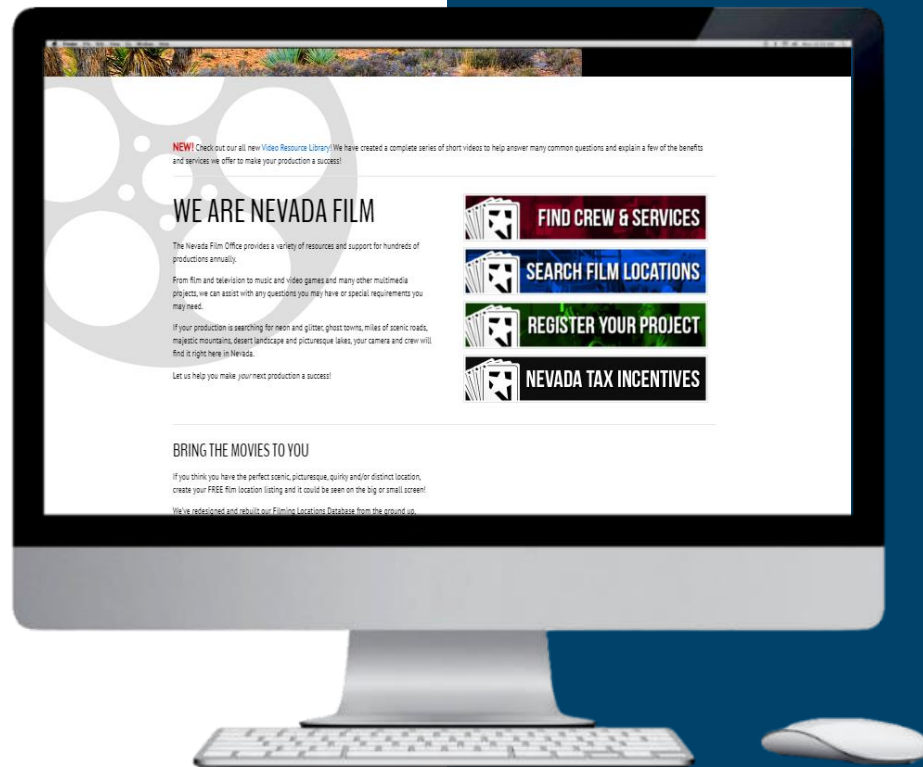 NEW! Check out our all new Video Resource Library! We have created a complete series of short videos to help answer many common questions and explain a few of the benefits
and services we offer to make your production a success!
WE ARE NEVADA FILM
The Nevada Film Office provides a variety of resources and support for hundreds of
productions annually.
From film and television to music and video games and many other multimedia
projects, we can assist with any questions you may have or special requirements you
may need.
If your production is searching for neon and glitter, ghost towns, miles of scenic roads,
majestic mountains, desert landscape and picturesque lakes, your camera and crew will
find it right here in Nevada.
Let us help you make your next production a success!
FIND CREW & SERVICES
SEARCH FILM LOCATIONS
REGISTER YOUR PROJECT
NEVADA TAX INCENTIVES
BRING THE MOVIES TO YOU
If you think you have the perfect scenic, picturesque, quirky and/or distinct location,
create your FREE film location listing and it could be seen on the big or small screen!
We've redesigned and rebuilt our Filming Locations Database from the ground up,